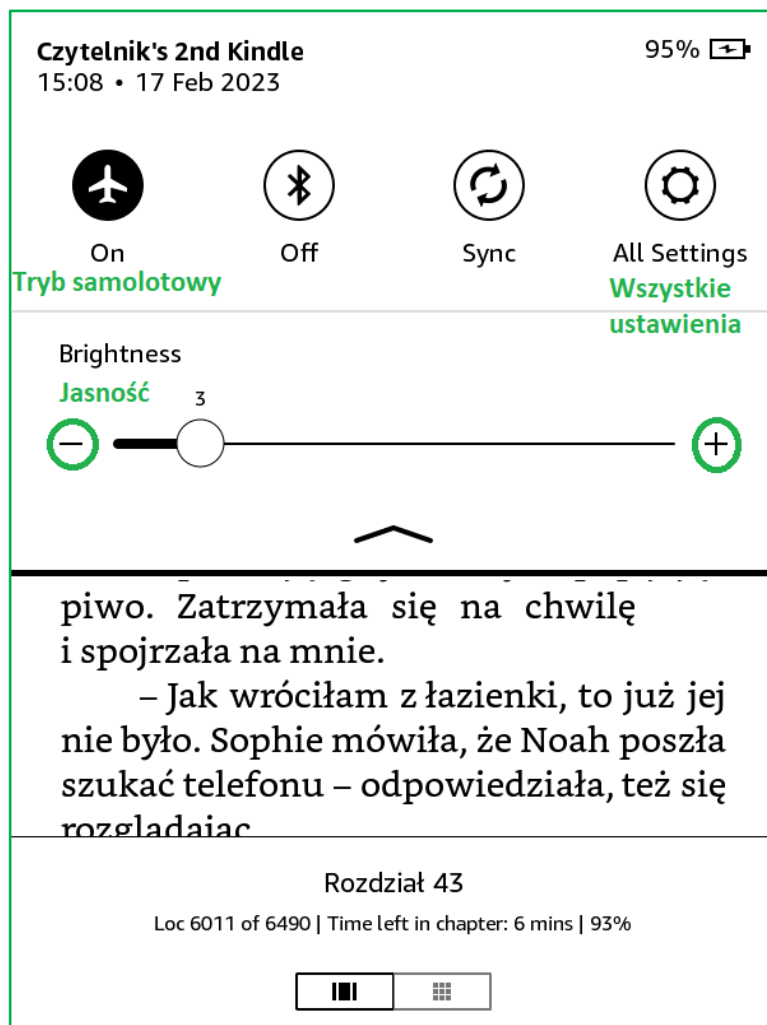 Czytelnik's 2nd Kindle
95%
15:08 • 17 Feb 2023
On
Off
Sync
All Settings
Tryb samolotowy
Wszystkie
ustawienia
Brightness
Jasność
3
piwo. Zatrzymała się na chwilę
i spojrzała na mnie.
– Jak wróciłam z łazienki, to już jej
nie było. Sophie mówiła, że Noah poszła
szukać telefonu – odpowiedziała, też się
rozglądając
Rozdział 43
Loc 6011 of 6490 | Time left in chapter: 6 mins | 93%